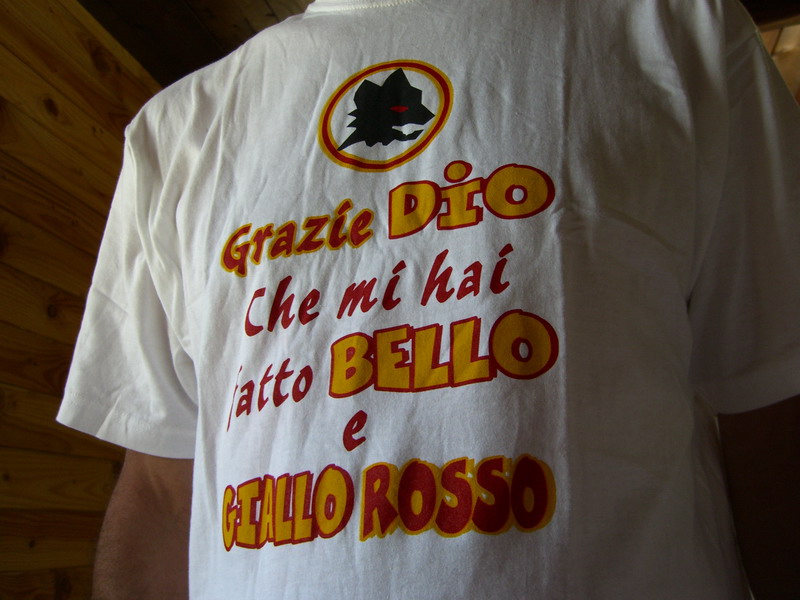 Grazie DiO
Che mi hai
fatto BELLO
e
GIALLO ROSSO